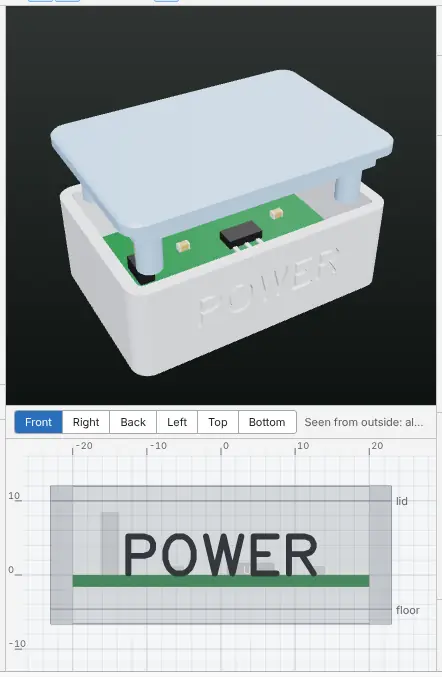 POWER
Front Right Back Left Top Bottom Seen from outside: al...
-20 -10 0 10 20
10 lid
POWER
0
floor
-10